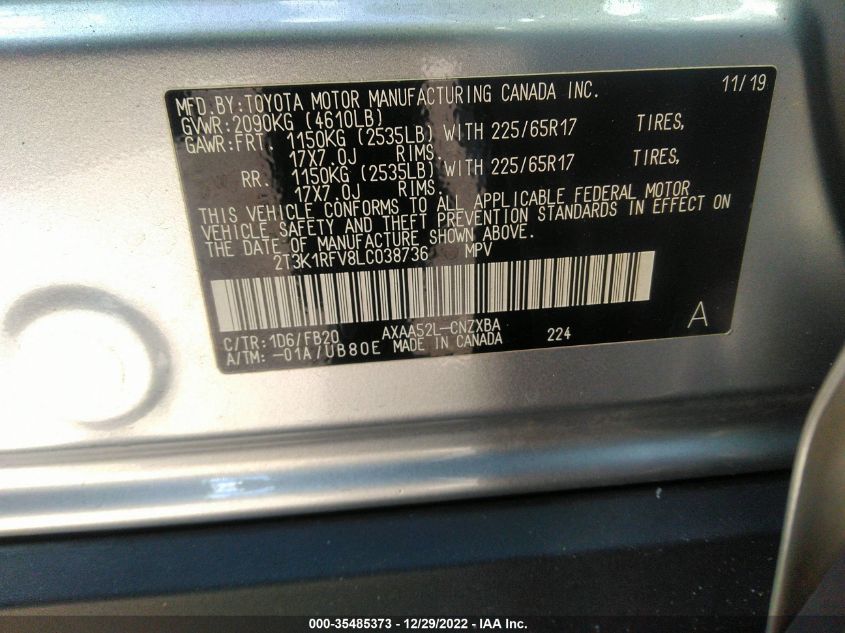 11/19
MFD.BY:TOYOTA MOTOR MANUFACTURING CANADA INC.
GVWR:2090KG (4610LB)
GAWR:FRT. 1150KG (2535LB) WITH 225/65R17 TIRES,
17X7.0J RIMS,
RR. 1150KG (2535LB) WITH 225/65R17 TIRES,
17X7.0J RIMS.
THIS VEHICLE CONFORMS TO ALL APPLICABLE FEDERAL MOTOR
VEHICLE SAFETY AND THEFT PREVENTION STANDARDS IN EFFECT ON
THE DATE OF MANUFACTURE SHOWN ABOVE.
2T3K1RFV8LC038736 MPV
C/TR:1D6/FB20 AXAA52L-CNZXBA 224 A
A/TM:-01A/UB80E MADE IN CANADA
000-35485373 - 12/29/2022 - IAA Inc.